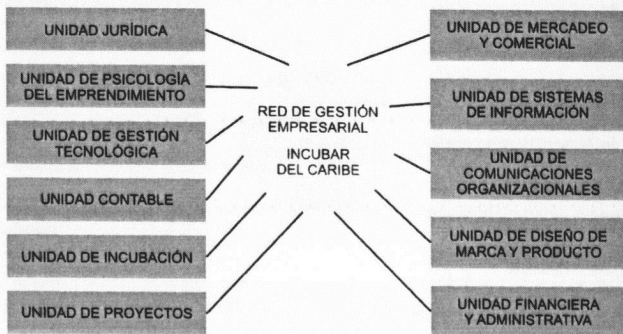 UNIDAD JURÍDICA
UNIDAD DE PSICOLOGÍA
DEL EMPRENDIMIENTO
UNIDAD DE GESTIÓN
TECNOLÓGICA
UNIDAD CONTABLE
UNIDAD DE INCUBACIÓN
UNIDAD DE PROYECTOS
RED DE GESTIÓN
EMPRESARIAL
INCUBAR
DEL CARIBE
UNIDAD DE MERCADEO
Y COMERCIAL
UNIDAD DE SISTEMAS
DE INFORMACIÓN
UNIDAD DE
COMUNICACIONES
ORGANIZACIONALES
UNIDAD DE DISEÑO DE
MARCA Y PRODUCTO
UNIDAD FINANCIERA
Y ADMINISTRATIVA